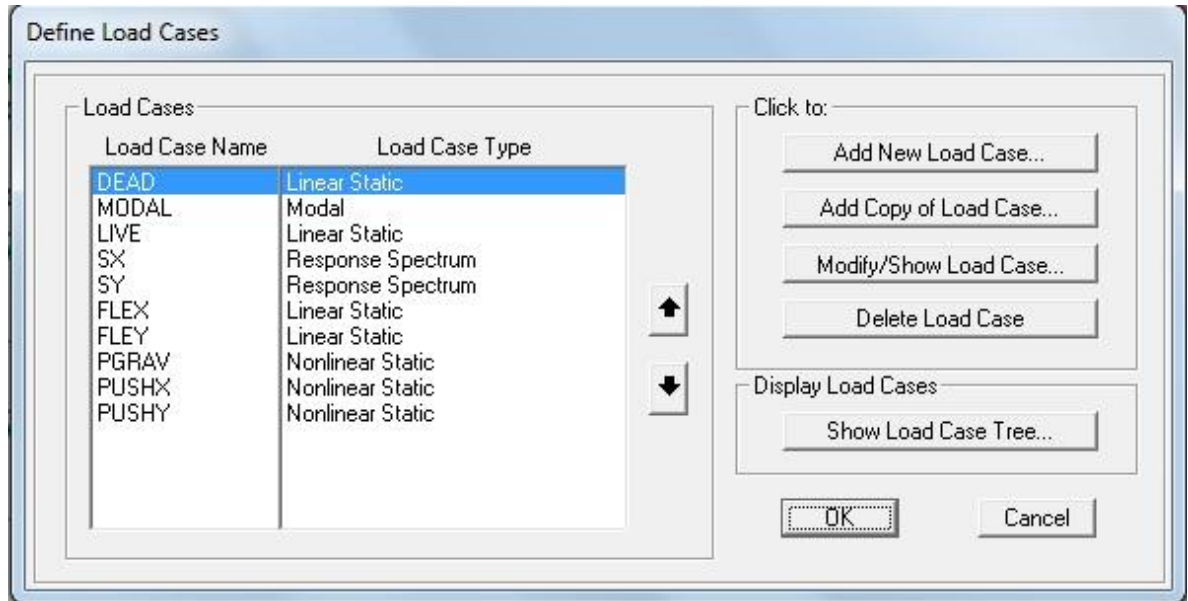 Define Load Cases
Load Cases
Load Case Name Load Case Type
DEAD Linear Static
MODAL Modal
LIVE Linear Static
SX Response Spectrum
SY Response Spectrum
FLEX Linear Static
FLEY Linear Static
PGRAV Nonlinear Static
PUSHX Nonlinear Static
PUSHY Nonlinear Static
Click to:
Add New Load Case...
Add Copy of Load Case...
Modify/Show Load Case...
Delete Load Case
Display Load Cases
Show Load Case Tree...
OK Cancel